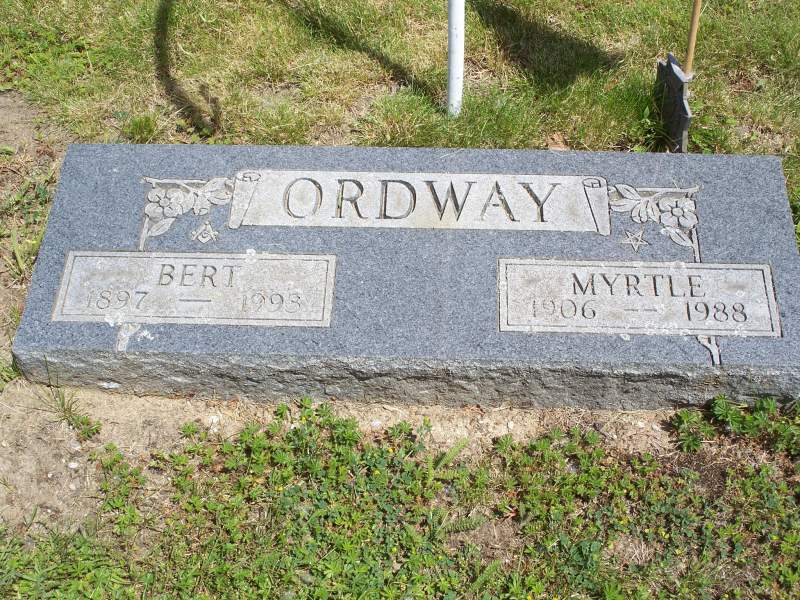 ORDWAY
BERT
1897 — 1993
MYRTLE
1906 — 1988